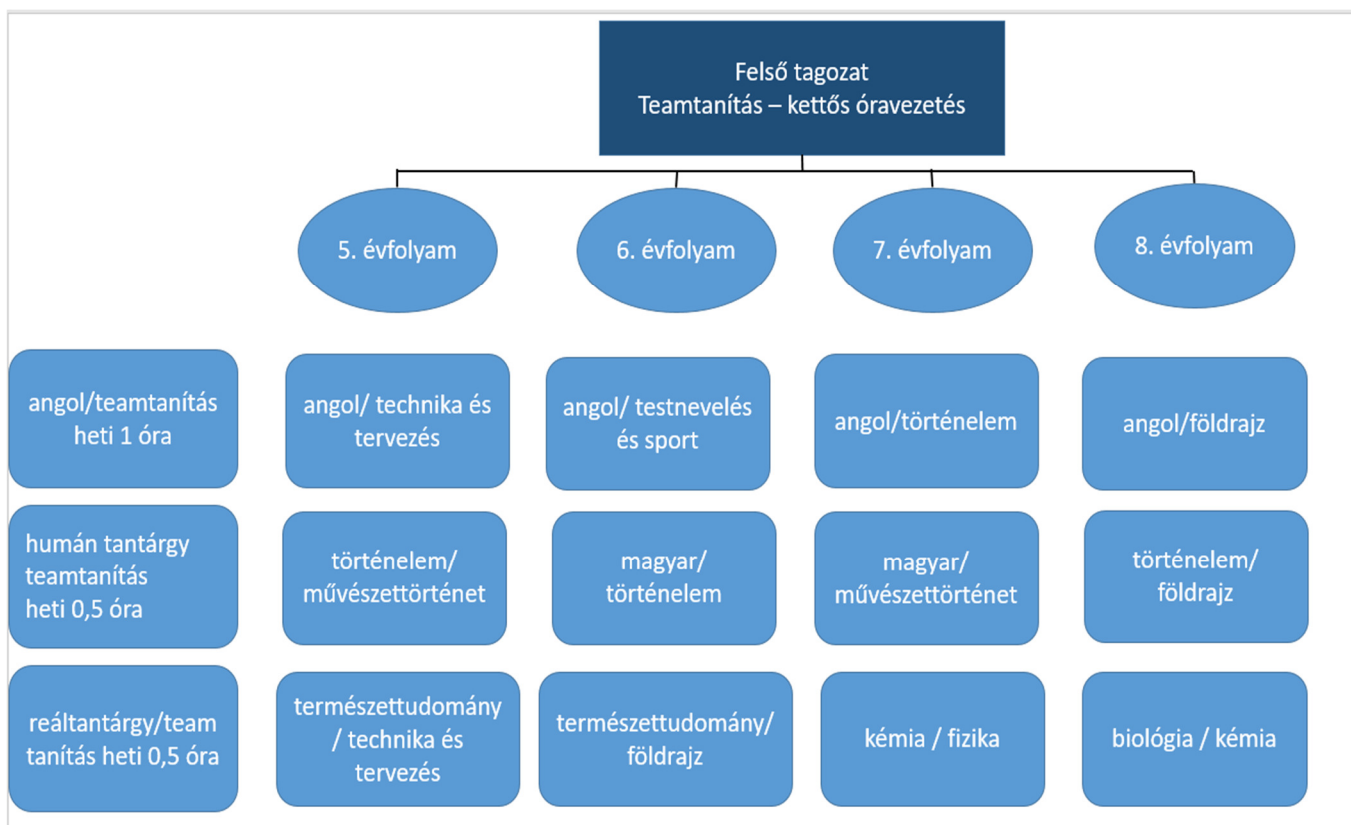 Felső tagozat
Teamtanítás – kettős óravezetés
5. évfolyam
6. évfolyam
7. évfolyam
8. évfolyam
angol/teamtanítás
heti 1 óra
angol/ technika és
tervezés
angol/ testnevelés
és sport
angol/történelem
angol/földrajz
humán tantárgy
teamtanítás
heti 0,5 óra
történelem/
művészettörténet
magyar/
történelem
magyar/
művészettörténet
történelem/
földrajz
reáltantárgy/team
tanítás heti 0,5 óra
természettudomány
/ technika és
tervezés
természettudomány/
földrajz
kémia / fizika
biológia / kémia